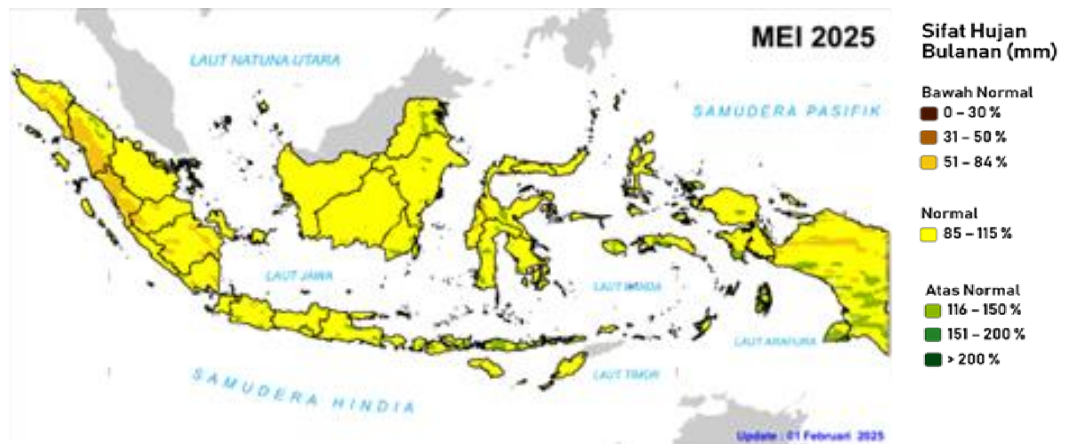 MEI 2025
LAUT NATUNA UTARA
SAMUDERA PASIFIK
LAUT JAWA
LAUT BANDA
LAUT ARAFURA
LAUT TIMOR
SAMUDERA HINDIA
Update : 01 Februari 2025
Sifat Hujan
Bulanan (mm)
Bawah Normal
0 – 30 %
31 – 50 %
51 – 84 %
Normal
85 – 115 %
Atas Normal
116 – 150 %
151 – 200 %
> 200 %